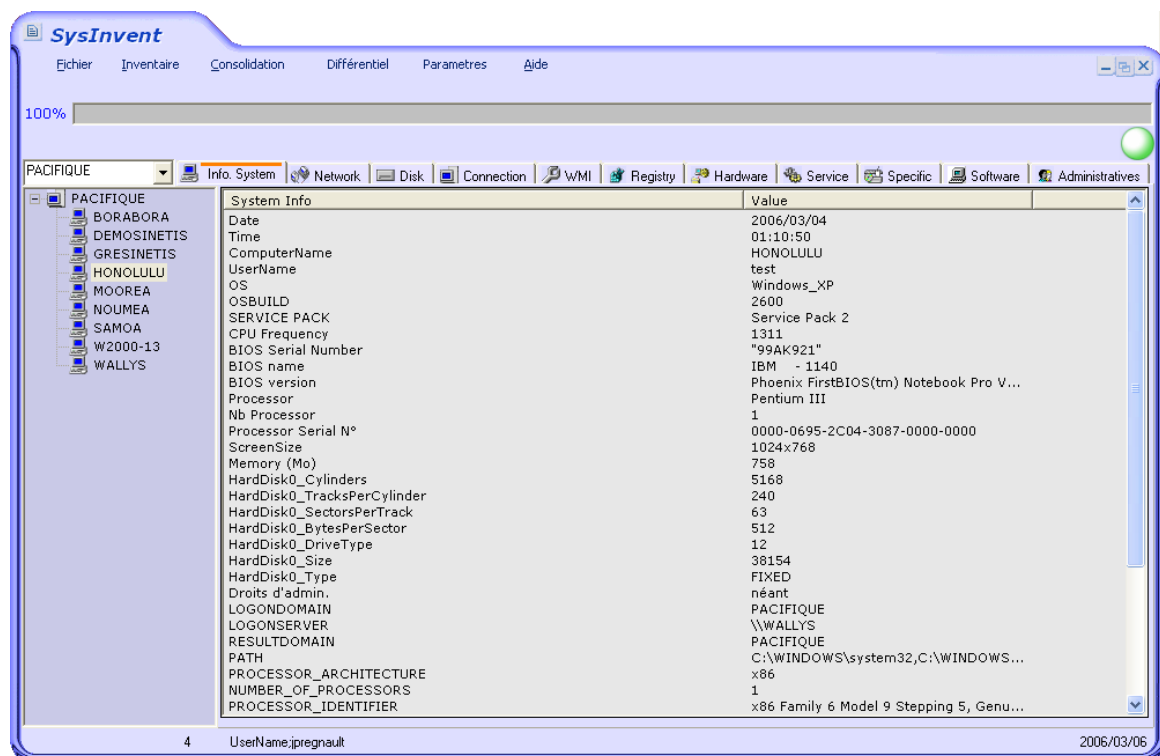 SysInvent
Fichier Inventaire Consolidation Différentiel Parametres Aide
100%
PACIFIQUE Info. System Network Disk Connection WMI Registry Hardware Service Specific Software Administratives
PACIFIQUE
BORABORA
DEMOSINETIS
GRESINETIS
HONOLULU
MOOREA
NOUMEA
SAMOA
W2000-13
WALLYS
System Info Value
Date 2006/03/04
Time 01:10:50
ComputerName HONOLULU
UserName test
OS Windows_XP
OSBUILD 2600
SERVICE PACK Service Pack 2
CPU Frequency 1311
BIOS Serial Number "99AK921"
BIOS name IBM - 1140
BIOS version Phoenix FirstBIOS(tm) Notebook Pro V...
Processor Pentium III
Nb Processor 1
Processor Serial N° 0000-0695-2C04-3087-0000-0000
ScreenSize 1024x768
Memory (Mo) 758
HardDisk0_Cylinders 5168
HardDisk0_TracksPerCylinder 240
HardDisk0_SectorsPerTrack 63
HardDisk0_BytesPerSector 512
HardDisk0_DriveType 12
HardDisk0_Size 38154
HardDisk0_Type FIXED
Droits d'admin. néant
LOGONDOMAIN PACIFIQUE
LOGONSERVER \\WALLYS
RESULTDOMAIN PACIFIQUE
PATH C:\WINDOWS\system32,C:\WINDOWS...
PROCESSOR_ARCHITECTURE x86
NUMBER_OF_PROCESSORS 1
PROCESSOR_IDENTIFIER x86 Family 6 Model 9 Stepping 5, Genu...
4 UserName;jpregnault 2006/03/06